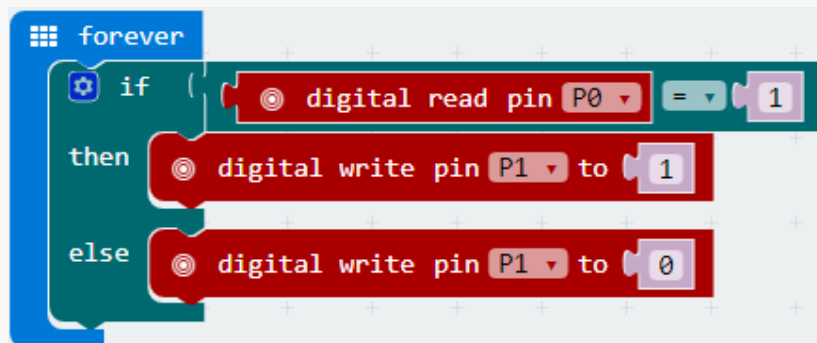 forever
if digital read pin P0 = 1
then digital write pin P1 to 1
else digital write pin P1 to 0